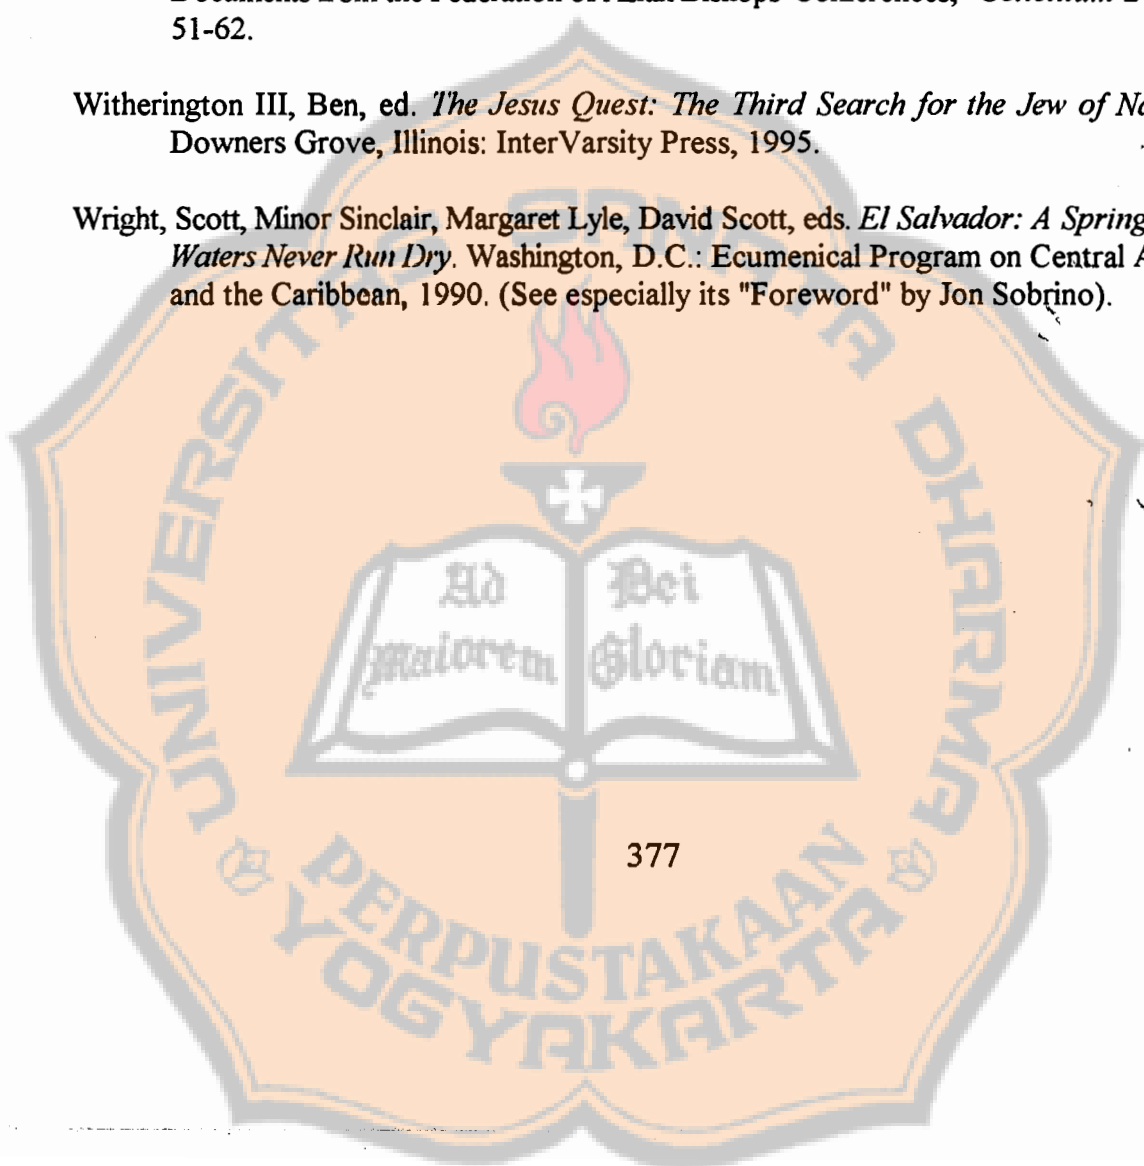 51-62.
Witherington III, Ben, ed. The Jesus Quest: The Third Search for the Jew of
Downers Grove, Illinois: InterVarsity Press, 1995.
Wright, Scott, Minor Sinclair, Margaret Lyle, David Scott, eds. El Salvador: A Spring
Waters Never Run Dry. Washington, D.C.: Ecumenical Program on Central
and the Caribbean, 1990. (See especially its "Foreword" by Jon Sobrino).
UNIVERSITAS SANATA DHARMA
Ad Dei
maiorem Gloriam
377
PERPUSTAKAAN
YOGYAKARTA